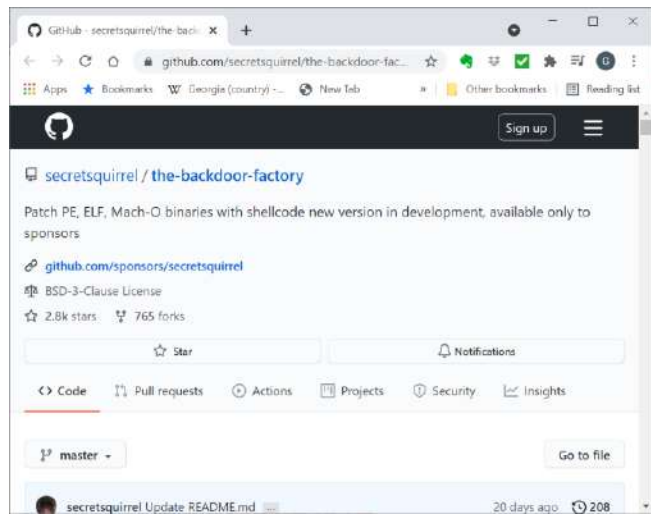 GitHub - secretsquirrel/the-back
github.com/secretsquirrel/the-backdoor-fac...
G
Apps Bookmarks W Georgia (country) -... New Tab » Other bookmarks Reading list
Sign up
secretsquirrel / the-backdoor-factory
Patch PE, ELF, Mach-O binaries with shellcode new version in development, available only to
sponsors
github.com/sponsors/secretsquirrel
BSD-3-Clause License
2.8k stars 765 forks
Star Notifications
<> Code Pull requests Actions Projects Security Insights
master Go to file
secretsquirrel Update README.md ... 20 days ago 208